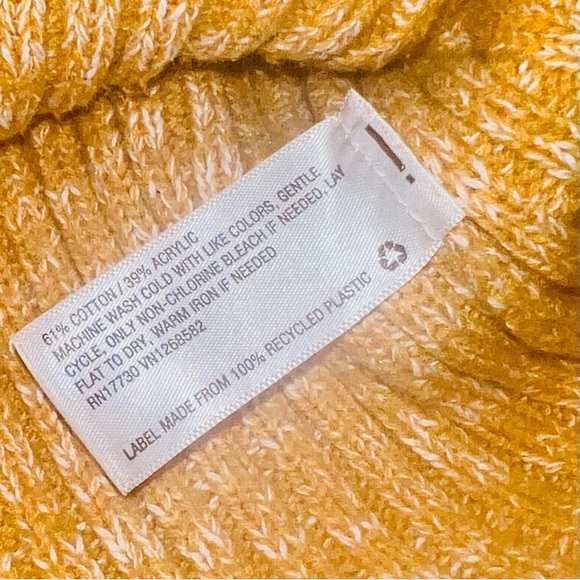 61% COTTON / 39% ACRYLIC
MACHINE WASH COLD WITH LIKE COLORS, GENTLE
CYCLE, ONLY NON-CHLORINE BLEACH IF NEEDED, LAY
FLAT TO DRY, WARM IRON IF NEEDED
RN17730 VN1268582
LABEL MADE FROM 100% RECYCLED PLASTIC